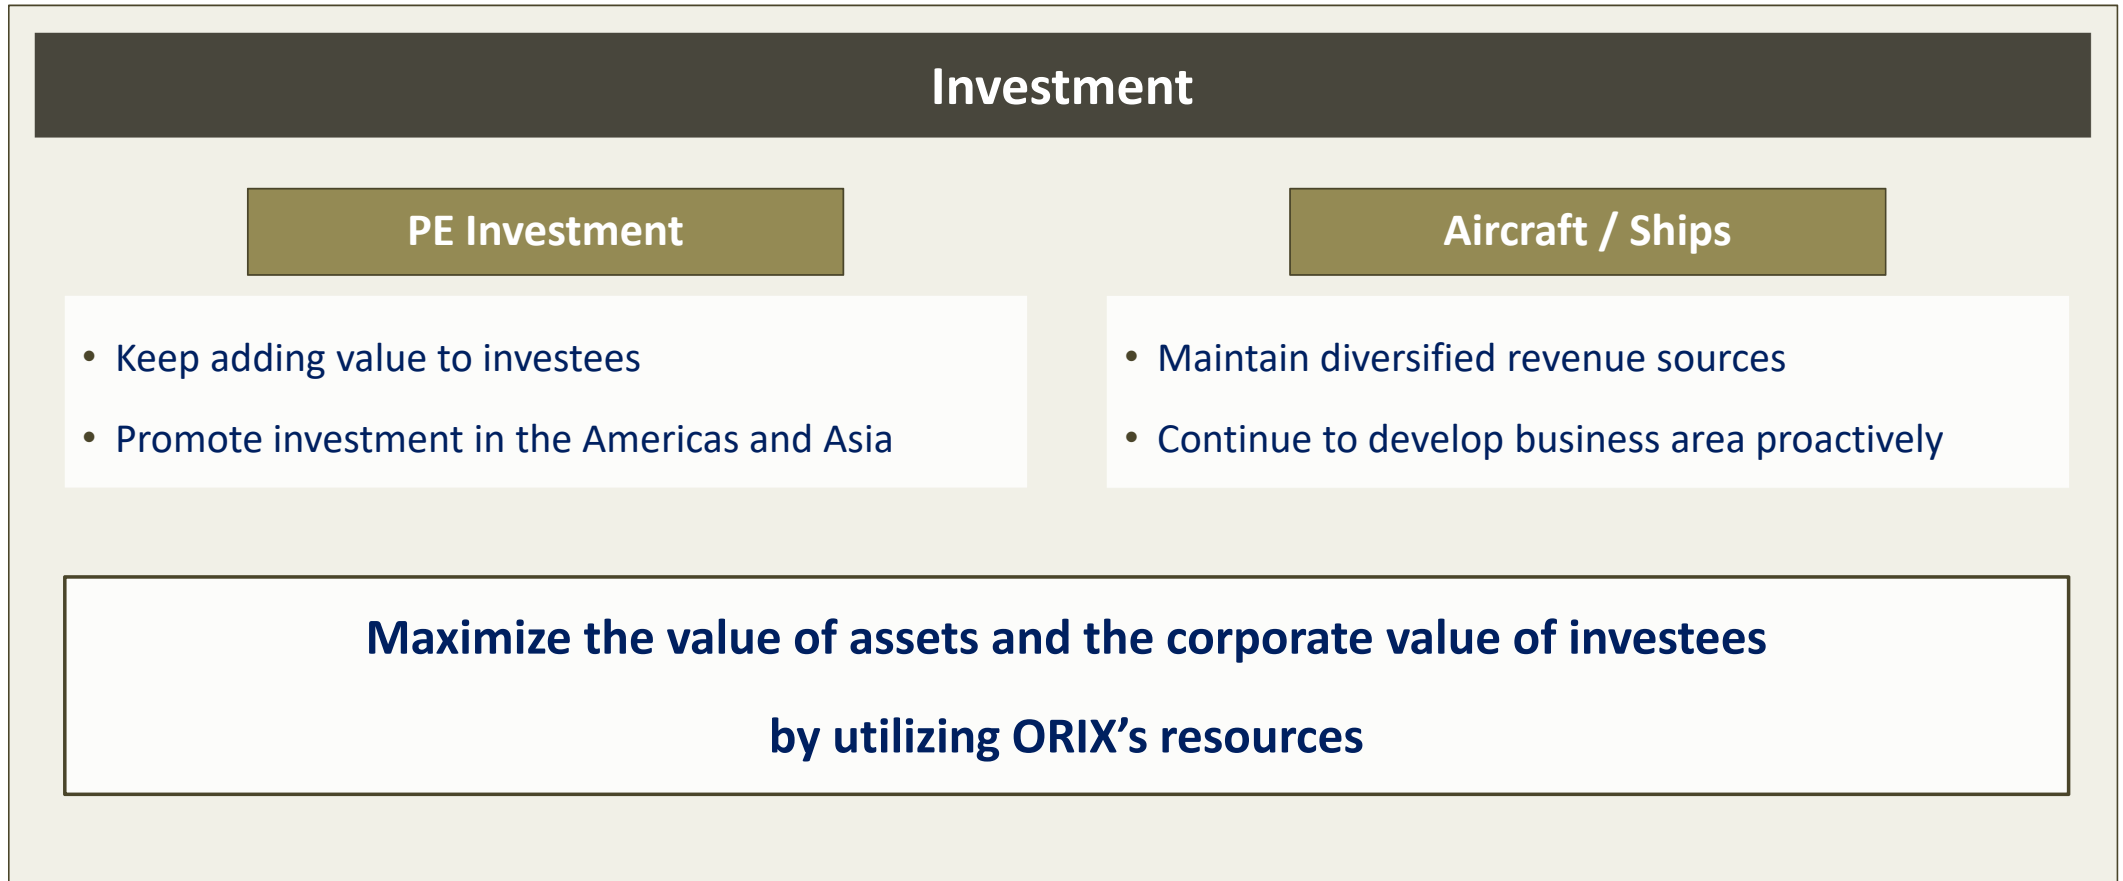 Investment
PE Investment
• Keep adding value to investees
• Promote investment in the Americas and Asia
Aircraft / Ships
• Maintain diversified revenue sources
• Continue to develop business area proactively
Maximize the value of assets and the corporate value of investees
by utilizing ORIX’s resources